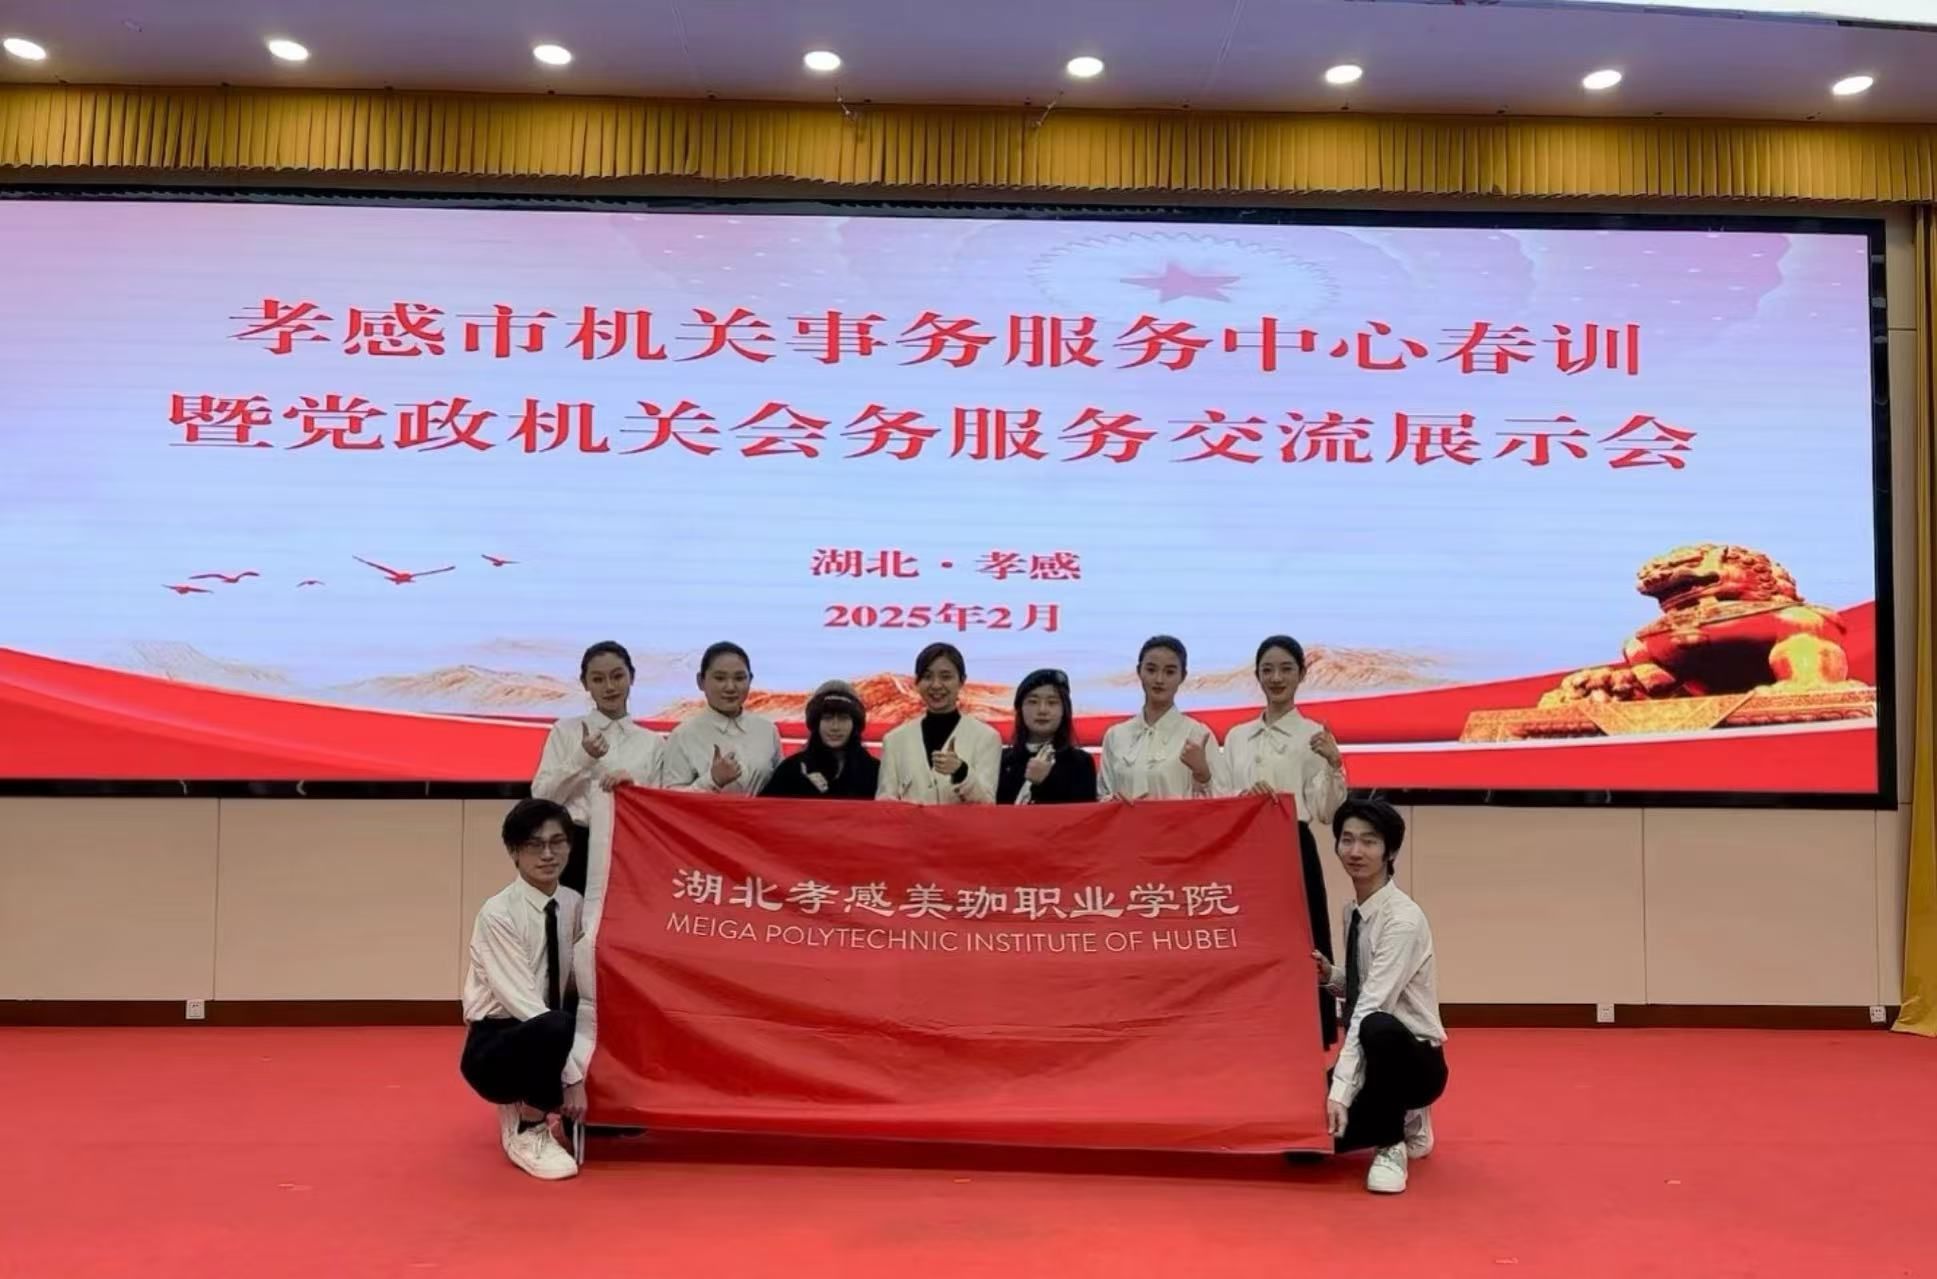 孝感市机关事务服务中心春训
暨党政机关会务服务交流展示会
湖北·孝感
2025年2月
湖北孝感美珈职业学院
MEIGA POLYTECHNIC INSTITUTE OF HUBEI